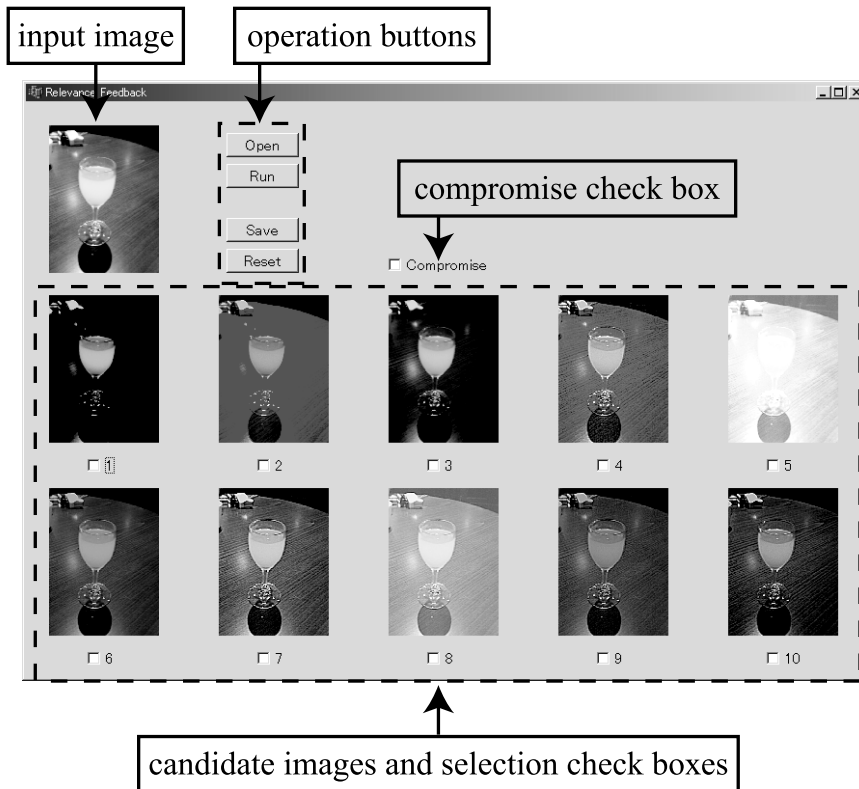 input image
operation buttons
Relevance Feedback
Open
Run
compromise check box
Save
Reset
Compromise
1
2
3
4
5
6
7
8
9
10
candidate images and selection check boxes